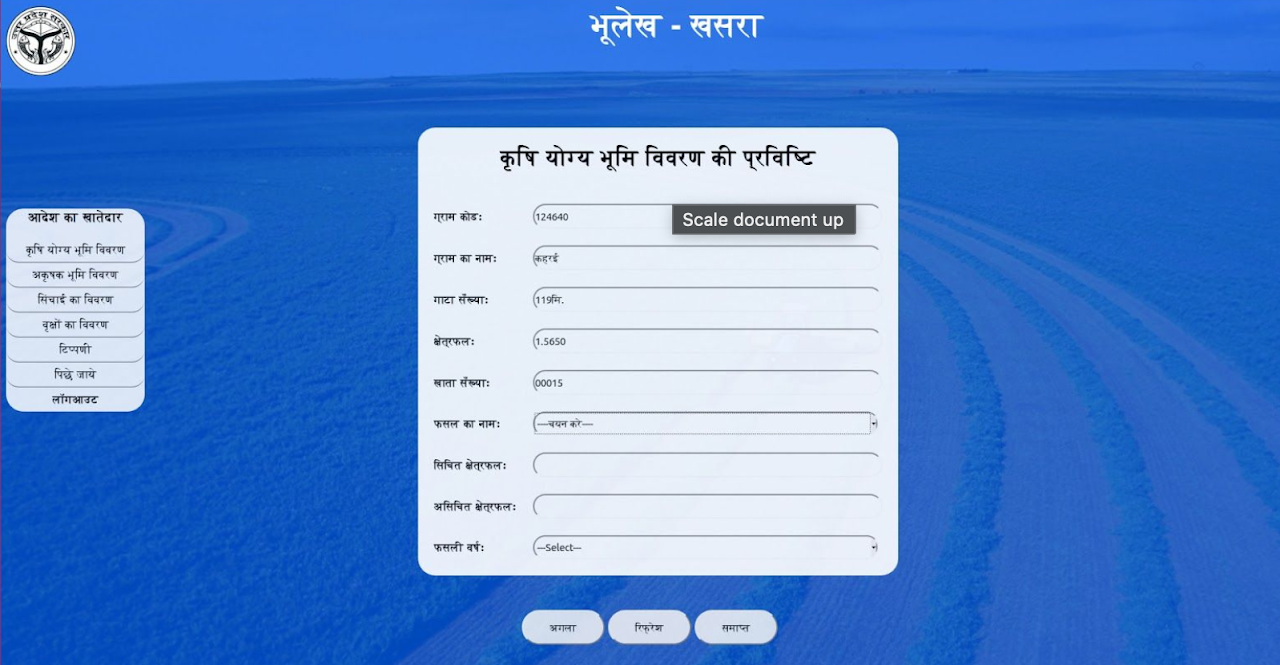 उत्तर प्रदेश सरकार
भूलेख - खसरा
आदेश का खातेदार
कृषि योग्य भूमि विवरण
अकृषक भूमि विवरण
सिंचाई का विवरण
वृक्षों का विवरण
टिप्पणी
पिछे जाये
लॉगआउट
कृषि योग्य भूमि विवरण की प्रविष्टि
ग्राम कोड: 124640
Scale document up
ग्राम का नाम: कहरई
गाटा सँख्या: 119मि.
क्षेत्रफल: 1.5650
खाता सँख्या: 00015
फसल का नाम: ---चयन करे---
सिचित क्षेत्रफल:
असिचित क्षेत्रफल:
फसली वर्ष: --Select--
अगला रिफ्रेश समाप्त